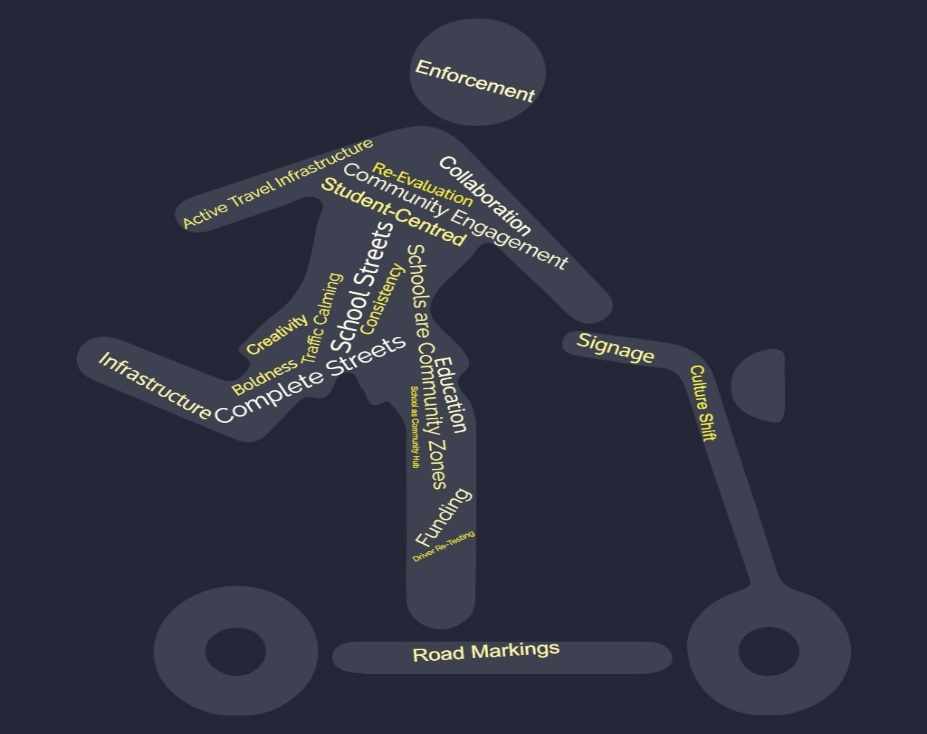 Enforcement
Active Travel Infrastructure
Re-Evaluation
Collaboration
Community Engagement
Student-Centred
School Streets
Consistency
Schools are Community Zones
Traffic Calming
Creativity
Boldness
Complete Streets
Infrastructure
Education
School as Community Hub
Funding
Driver Re-Testing
Signage
Culture Shift
Road Markings